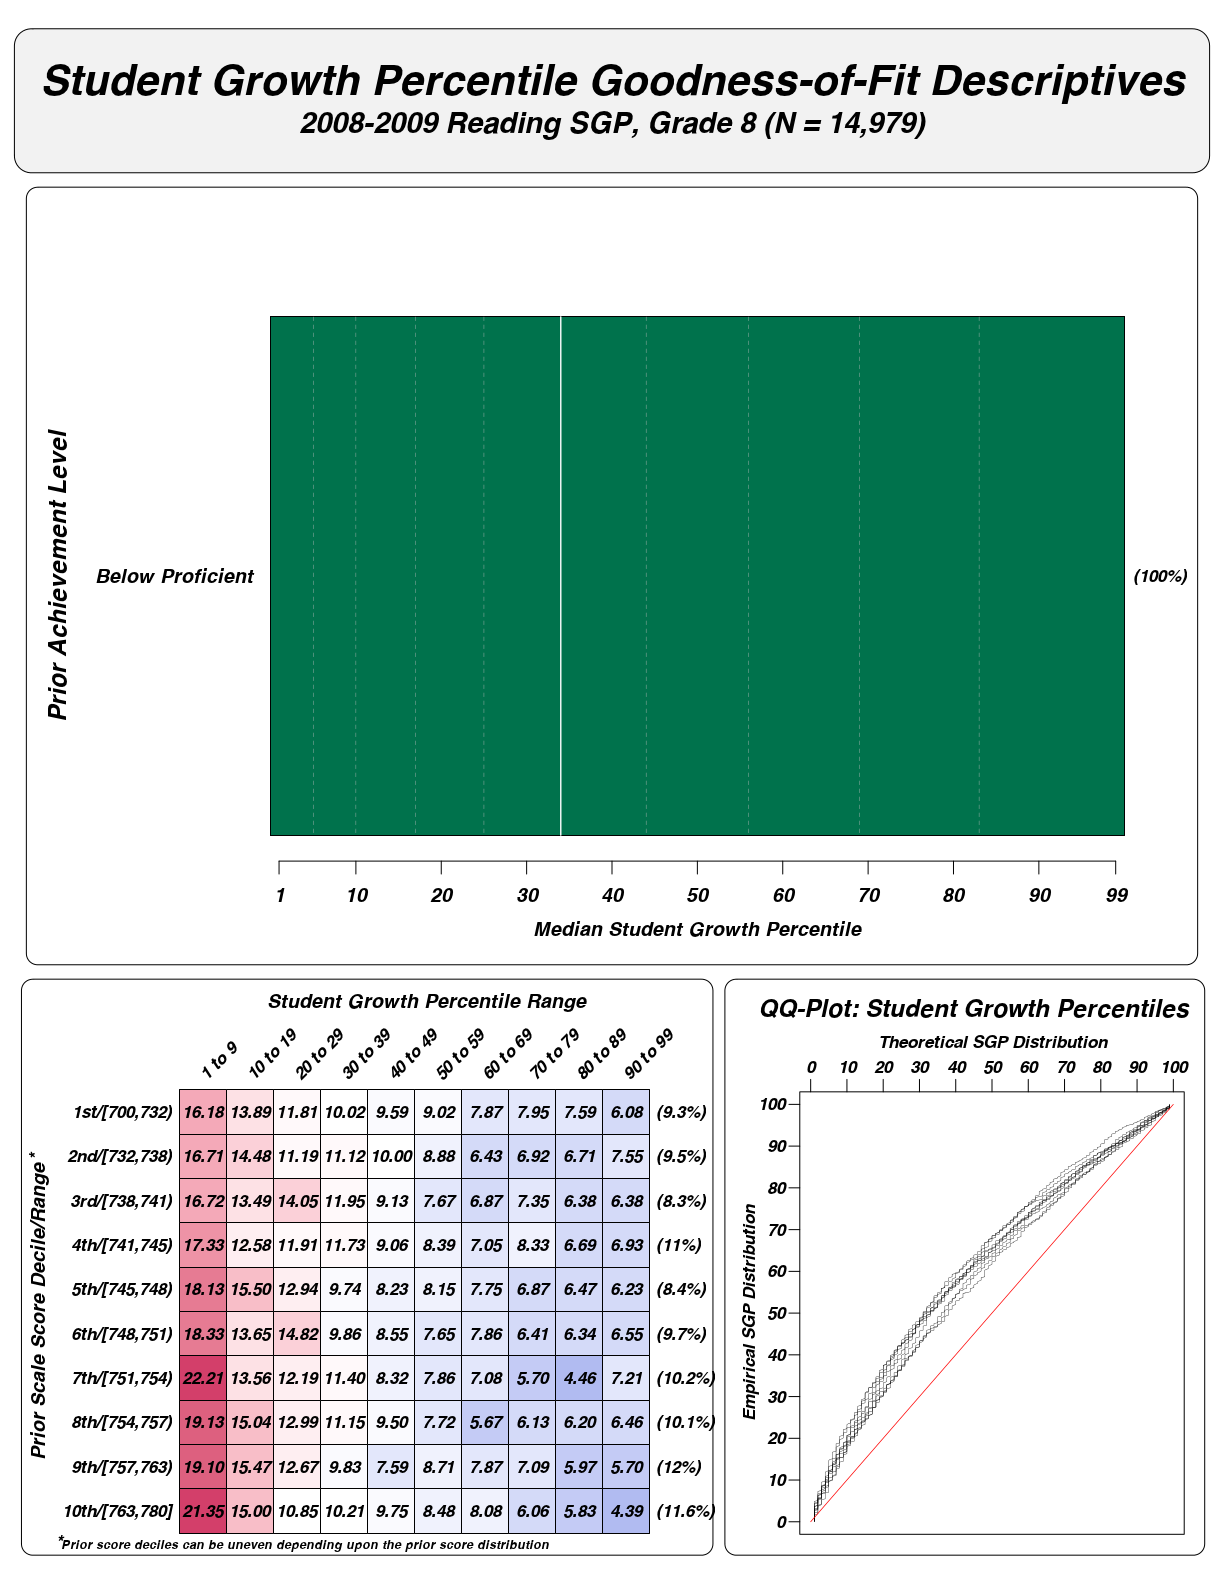 Student Growth Percentile Goodness-of-Fit Descriptives
2008-2009 Reading SGP, Grade 8 (N = 14,979)
Prior Achievement Level
Below Proficient
(100%)
1 10 20 30 40 50 60 70 80 90 99
Median Student Growth Percentile
Student Growth Percentile Range
1 to 9 10 to 19 20 to 29 30 to 39 40 to 49 50 to 59 60 to 69 70 to 79 80 to 89 90 to 99
Prior Scale Score Decile/Range*
1st/[700,732) 16.18 13.89 11.81 10.02 9.59 9.02 7.87 7.95 7.59 6.08 (9.3%)
2nd/[732,738) 16.71 14.48 11.19 11.12 10.00 8.88 6.43 6.92 6.71 7.55 (9.5%)
3rd/[738,741) 16.72 13.49 14.05 11.95 9.13 7.67 6.87 7.35 6.38 6.38 (8.3%)
4th/[741,745) 17.33 12.58 11.91 11.73 9.06 8.39 7.05 8.33 6.69 6.93 (11%)
5th/[745,748) 18.13 15.50 12.94 9.74 8.23 8.15 7.75 6.87 6.47 6.23 (8.4%)
6th/[748,751) 18.33 13.65 14.82 9.86 8.55 7.65 7.86 6.41 6.34 6.55 (9.7%)
7th/[751,754) 22.21 13.56 12.19 11.40 8.32 7.86 7.08 5.70 4.46 7.21 (10.2%)
8th/[754,757) 19.13 15.04 12.99 11.15 9.50 7.72 5.67 6.13 6.20 6.46 (10.1%)
9th/[757,763) 19.10 15.47 12.67 9.83 7.59 8.71 7.87 7.09 5.97 5.70 (12%)
10th/[763,780] 21.35 15.00 10.85 10.21 9.75 8.48 8.08 6.06 5.83 4.39 (11.6%)
*Prior score deciles can be uneven depending upon the prior score distribution
QQ-Plot: Student Growth Percentiles
Theoretical SGP Distribution
0 10 20 30 40 50 60 70 80 90 100
Empirical SGP Distribution
100
90
80
70
60
50
40
30
20
10
0